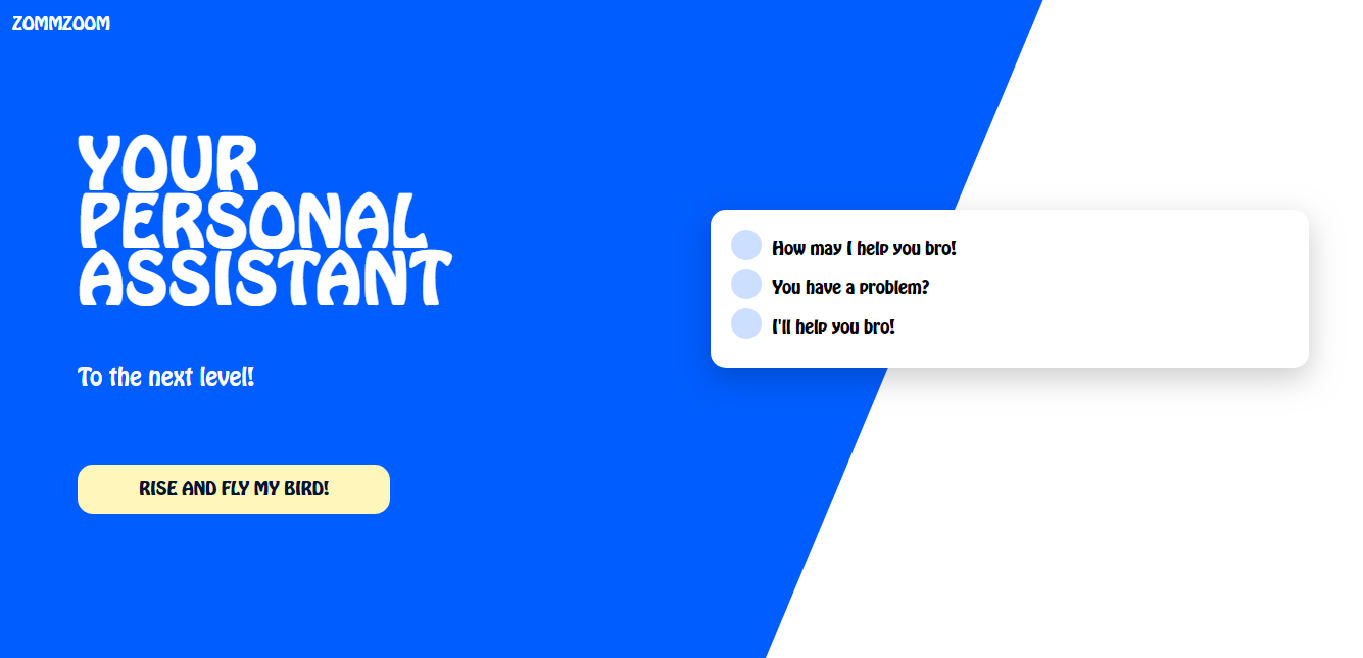 ZOMMZOOM
YOUR
PERSONAL
ASSISTANT
To the next level!
RISE AND FLY MY BIRD!
How may I help you bro!
You have a problem?
I'll help you bro!